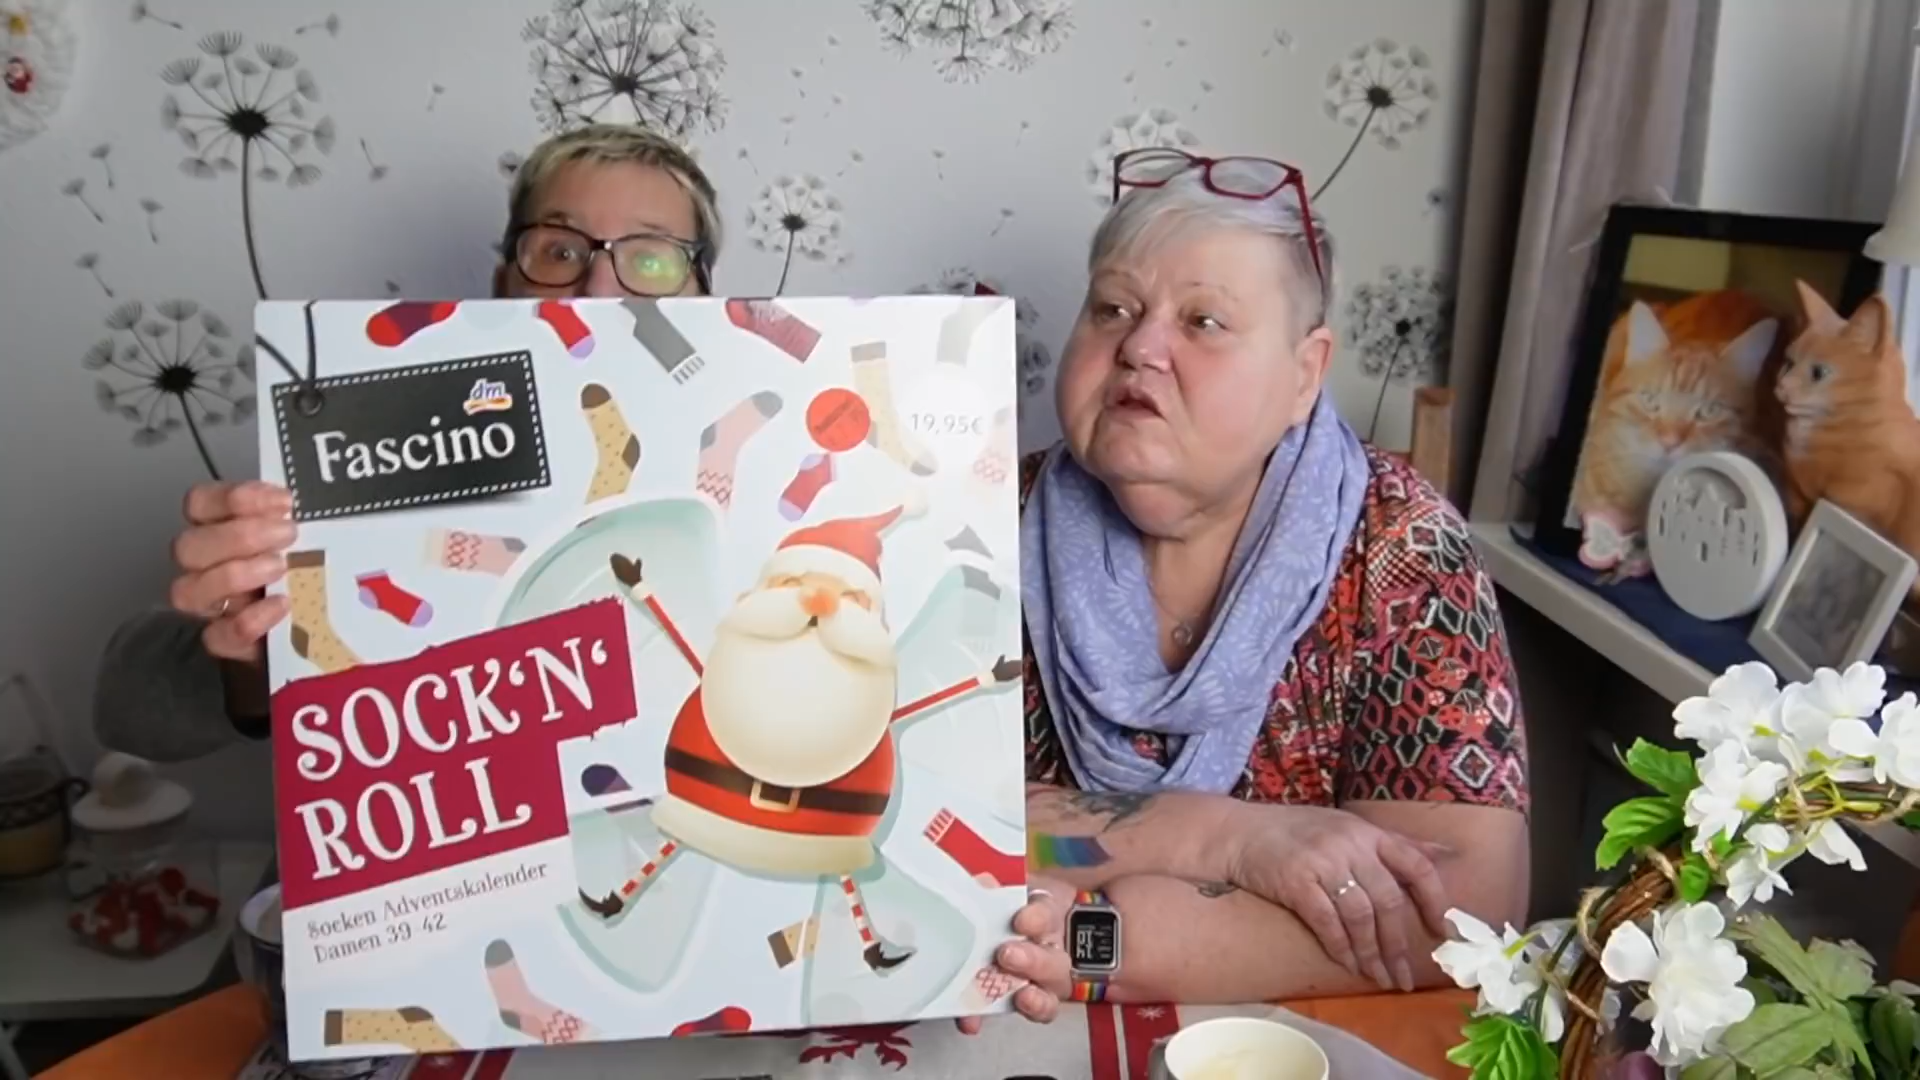 dm
Fascino
19,95€
SOCK'N'
ROLL
Socken Adventskalender
Damen 39-42